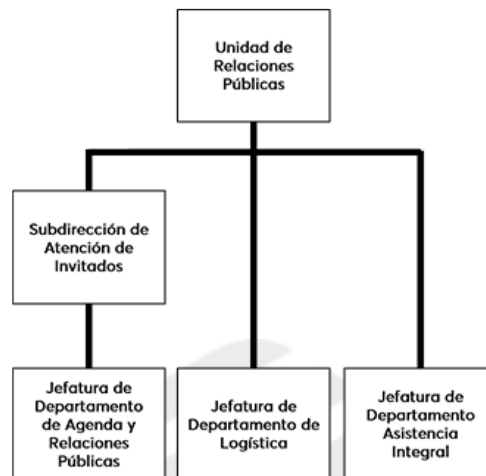 Unidad de
Relaciones
Públicas
Subdirección de
Atención de
Invitados
Jefatura de
Departamento
de Agenda y
Relaciones
Públicas
Jefatura de
Departamento de
Logística
Jefatura de
Departamento
Asistencia
Integral